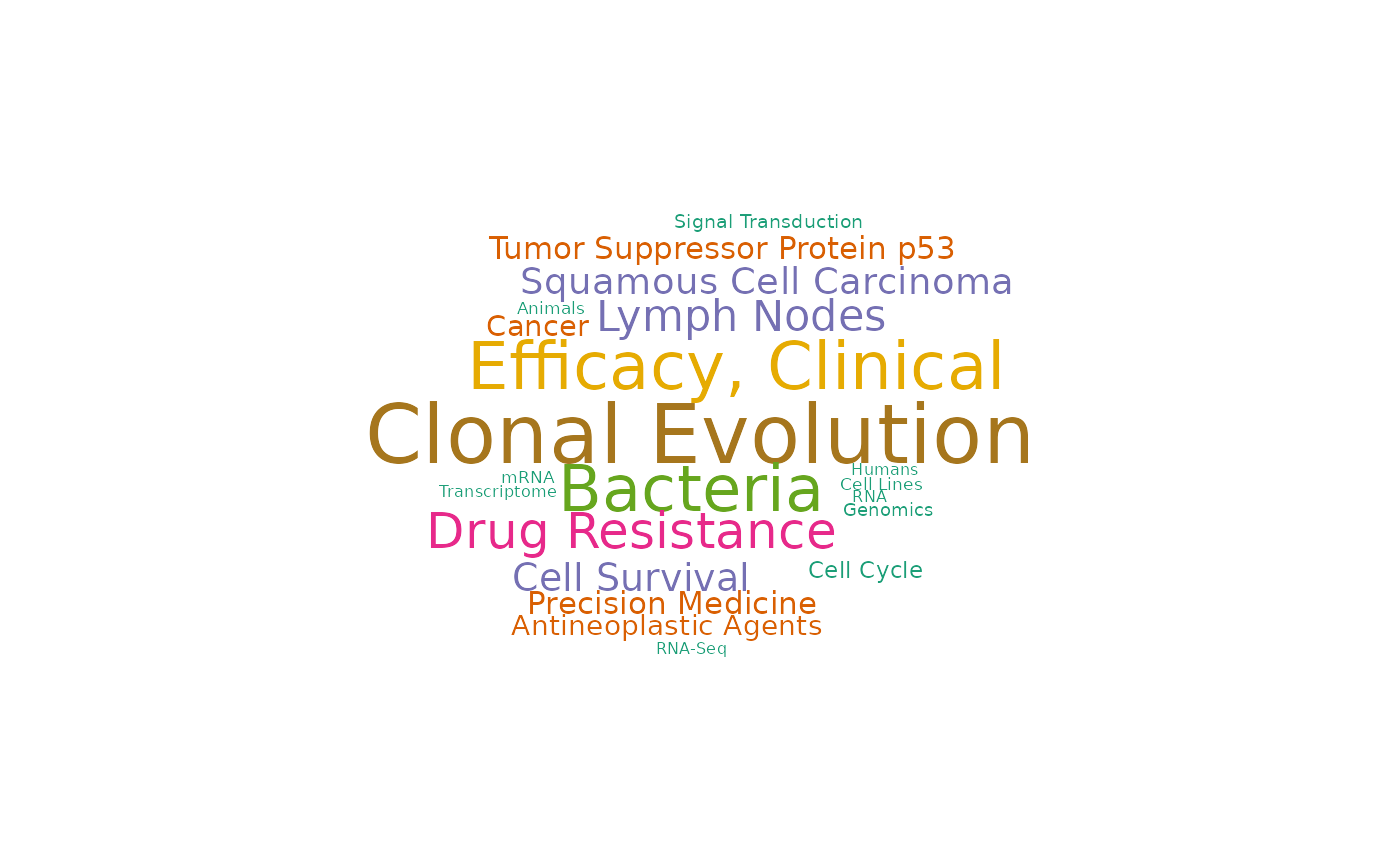 Signal Transduction
Tumor Suppressor Protein p53
Squamous Cell Carcinoma
Animals
Lymph Nodes
Cancer
Efficacy, Clinical
Clonal Evolution
Humans
mRNA
Bacteria
Cell Lines
Transcriptome
RNA
Genomics
Drug Resistance
Cell Cycle
Cell Survival
Precision Medicine
Antineoplastic Agents
RNA-Seq